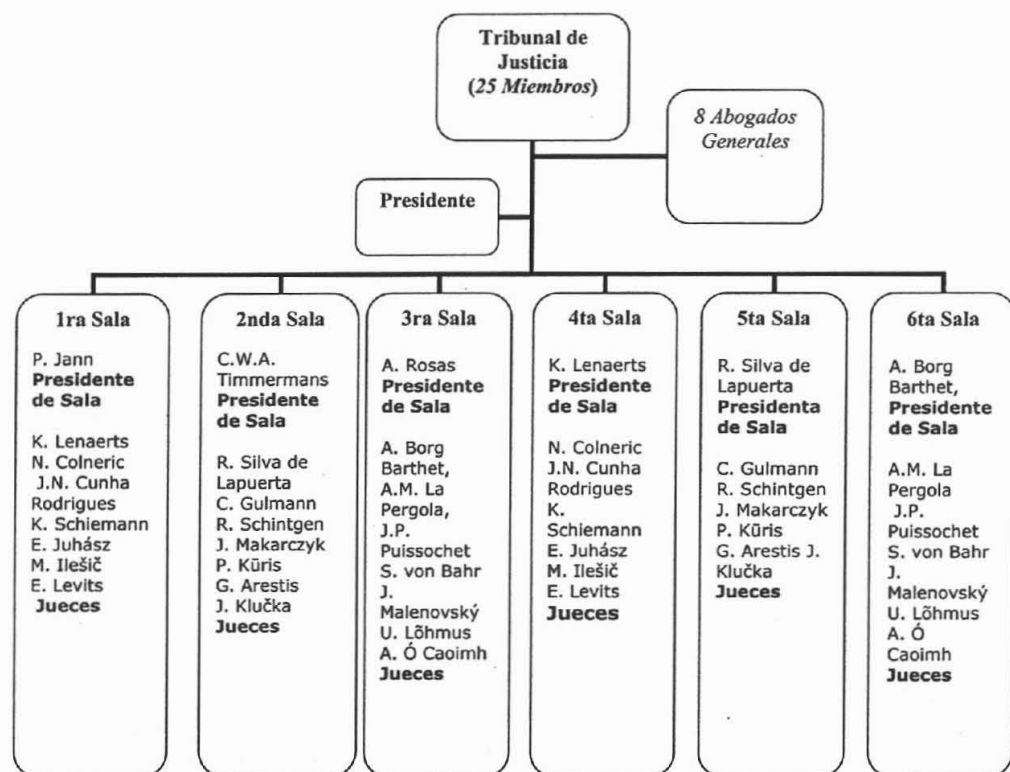 Tribunal de
Justicia
(25 Miembros)
8 Abogados
Generales
Presidente
1ra Sala
P. Jann
Presidente
de Sala
K. Lenaerts
N. Colneric
J.N. Cunha
Rodrigues
K. Schiemann
E. Juhász
M. Ilešič
E. Levits
Jueces
2nda Sala
C.W.A.
Timmermans
Presidente
de Sala
R. Silva de
Lapuerta
C. Gulmann
R. Schintgen
J. Makarczyk
P. Kūris
G. Arestis
J. Klučka
Jueces
3ra Sala
A. Rosas
Presidente
de Sala
A. Borg
Barthet,
A.M. La
Pergola,
J.P.
Puissochet
S. von Bahr
J.
Malenovský
U. Lõhmus
A. Ó Caoimh
Jueces
4ta Sala
K. Lenaerts
Presidente
de Sala
N. Colneric
J.N. Cunha
Rodrigues
K.
Schiemann
E. Juhász
M. Ilešič
E. Levits
Jueces
5ta Sala
R. Silva de
Lapuerta
Presidenta
de Sala
C. Gulmann
R. Schintgen
J. Makarczyk
P. Kūris
G. Arestis J.
Klučka
Jueces
6ta Sala
A. Borg
Barthet,
Presidente
de Sala
A.M. La
Pergola
J.P.
Puissochet
S. von Bahr
J.
Malenovský
U. Lõhmus
A. Ó
Caoimh
Jueces